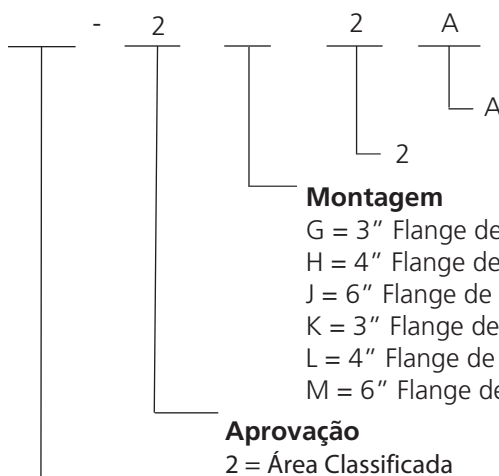 - 2 2 A
A
2
Montagem
G = 3" Flange de
H = 4" Flange de
J = 6" Flange de
K = 3" Flange de
L = 4" Flange de
M = 6" Flange de
Aprovação
2 = Área Classificada